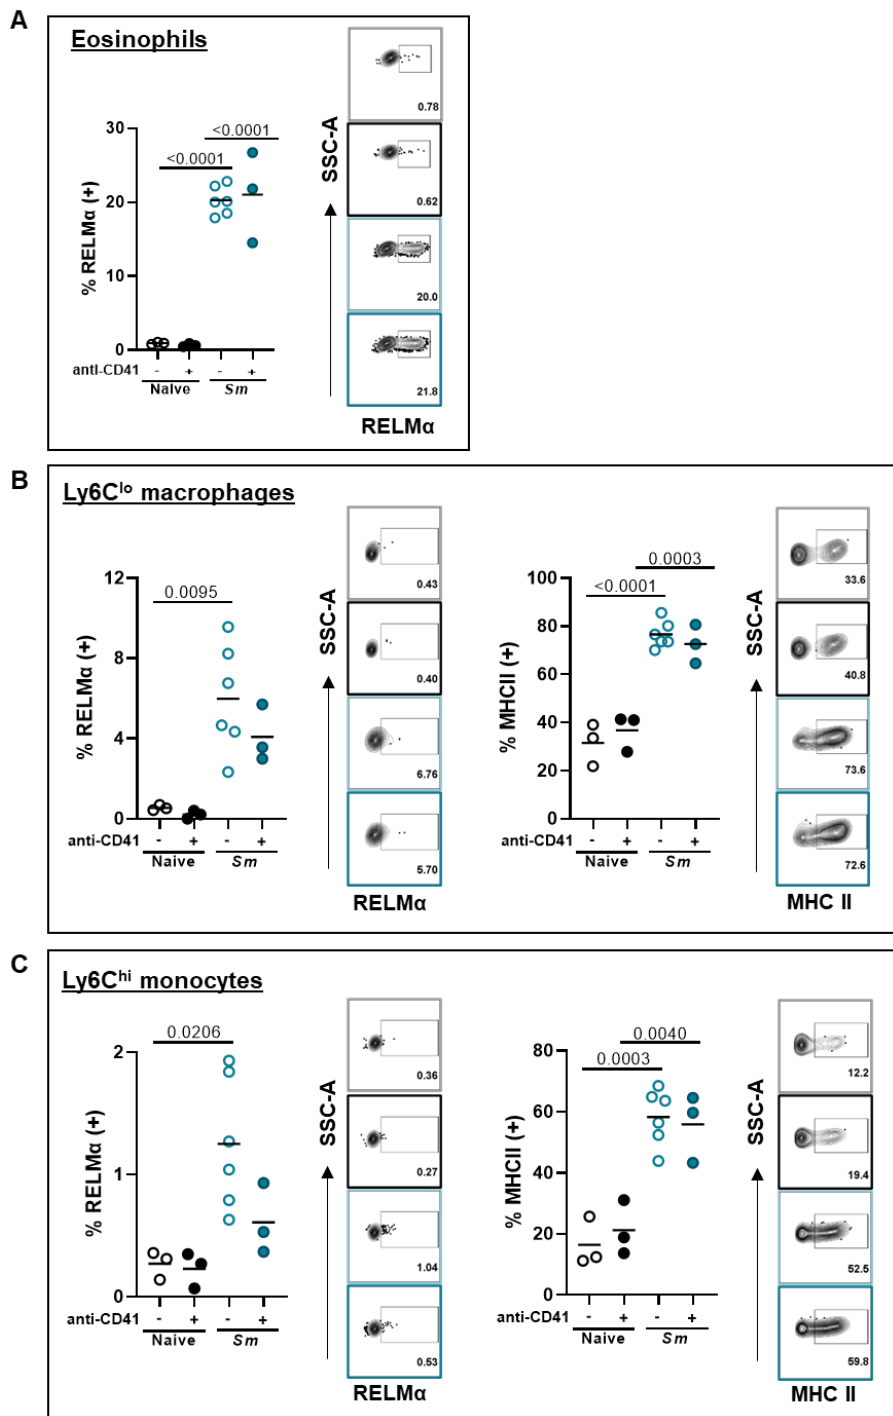 A
Eosinophils
% RELMα (+)
30
20
10
0
<0.0001
<0.0001
anti-CD41
- + - +
Naive Sm
SSC-A
0.78
0.62
20.0
21.8
RELMα
B
Ly6Clo macrophages
% RELMα (+)
12
8
4
0
0.0095
anti-CD41
- + - +
Naive Sm
SSC-A
0.43
0.40
6.76
5.70
RELMα
% MHCII (+)
100
80
60
40
20
0
<0.0001
0.0003
- + - +
Naive Sm
SSC-A
33.6
40.8
73.6
72.6
MHC II
C
Ly6Chi monocytes
% RELMα (+)
2
1
0
0.0206
anti-CD41
- + - +
Naive Sm
SSC-A
0.36
0.27
1.04
0.53
RELMα
% MHCII (+)
80
60
40
20
0
0.0003
0.0040
anti-CD41
- + - +
Naive Sm
SSC-A
12.2
19.4
52.5
59.8
MHC II